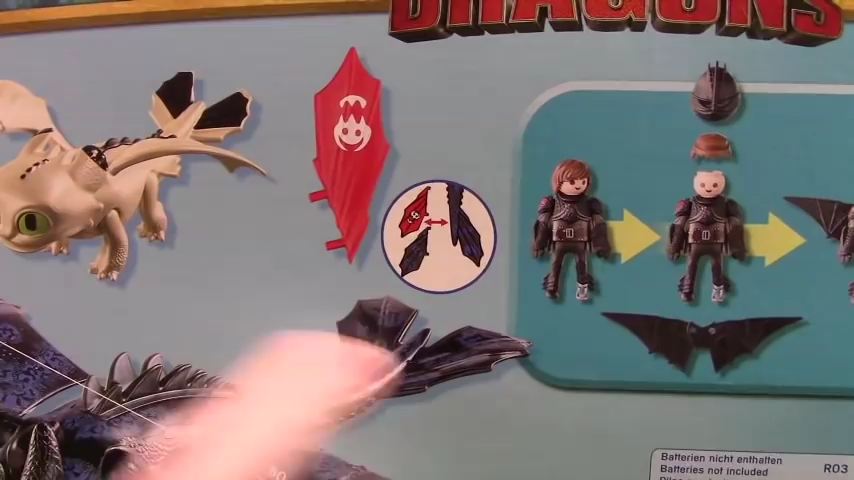 DRAGONS
Batterien nicht enthalten
Batteries not included
R03